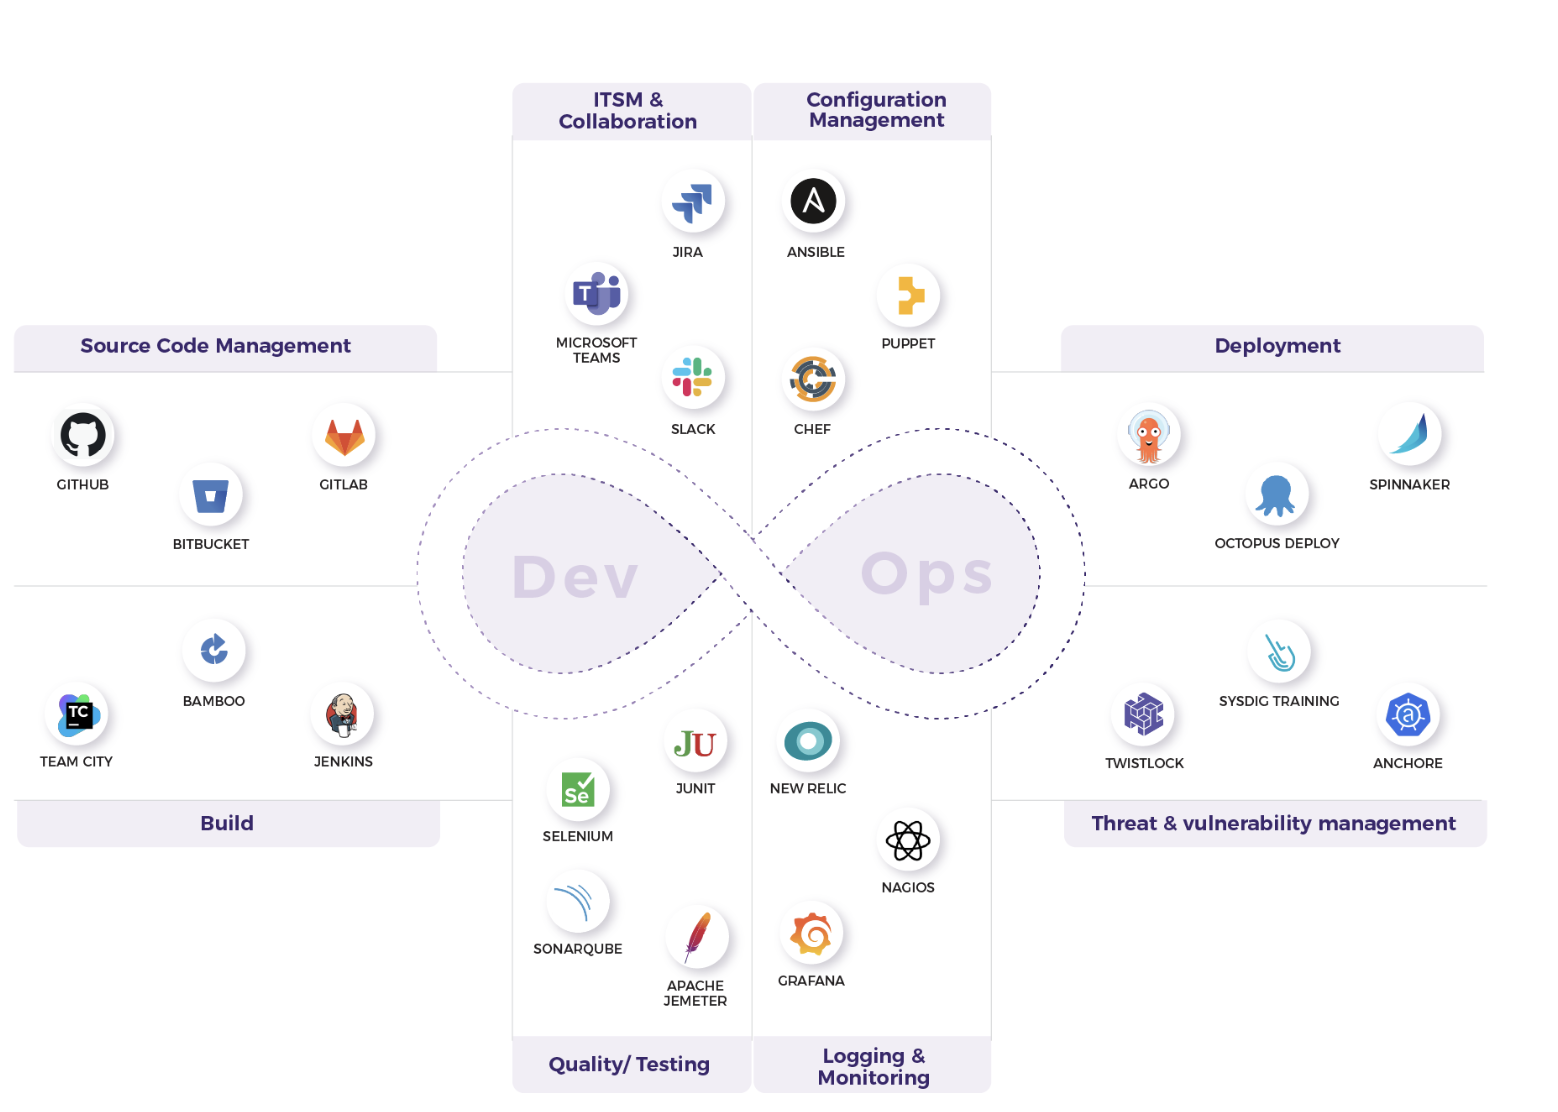 ITSM &
Collaboration
Configuration
Management
JIRA
ANSIBLE
MICROSOFT
TEAMS
PUPPET
SLACK
CHEF
Source Code Management
GITHUB
GITLAB
BITBUCKET
Deployment
ARGO
SPINNAKER
OCTOPUS DEPLOY
Dev
Ops
BAMBOO
TC
TEAM CITY
JENKINS
Build
SYSDIG TRAINING
TWISTLOCK
a
ANCHORE
Threat & vulnerability management
T
JU
JUNIT
Se
SELENIUM
SONARQUBE
APACHE
JEMETER
NEW RELIC
NAGIOS
GRAFANA
Quality/ Testing
Logging &
Monitoring